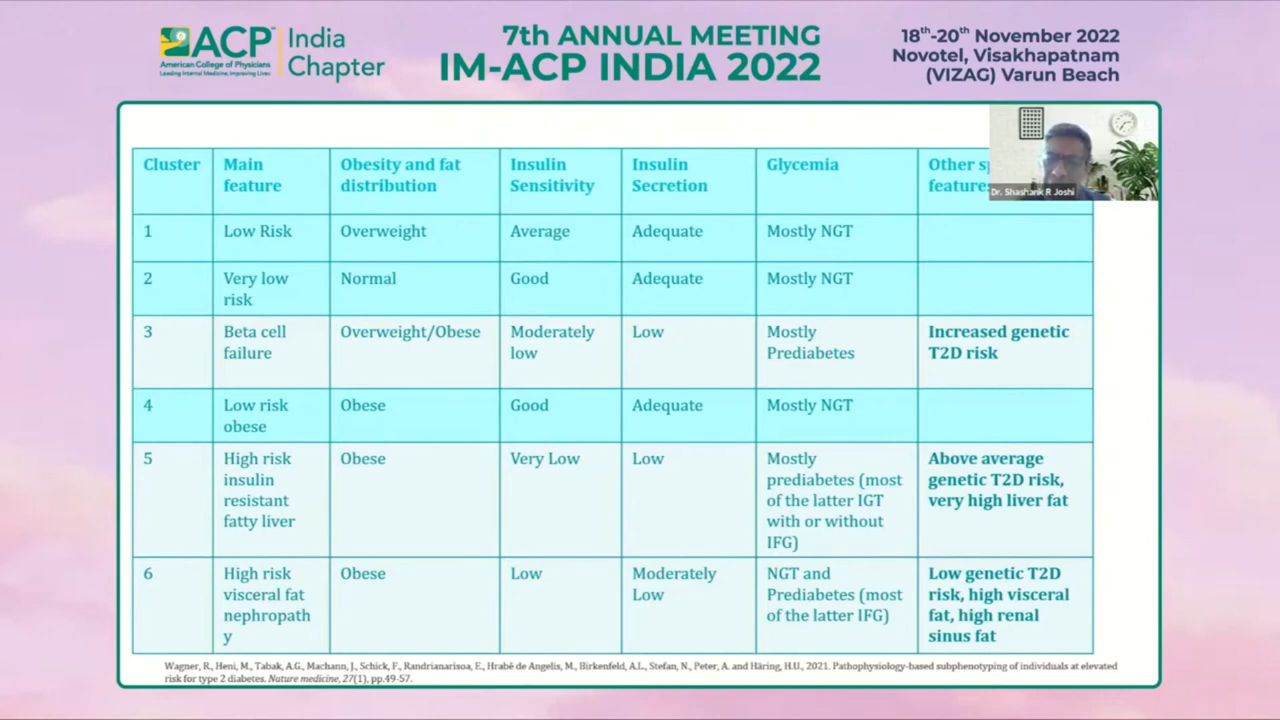 ACP
American College of Physicians
Leading Internal Medicine, Improving Lives
India
Chapter
7th ANNUAL MEETING
IM-ACP INDIA 2022
18th-20th November 2022
Novotel, Visakhapatnam
(VIZAG) Varun Beach
Dr. Shashank R Joshi
Cluster
Main
feature
Obesity and fat
distribution
Insulin
Sensitivity
Insulin
Secretion
Glycemia
Other
1
Low Risk
Overweight
Average
Adequate
Mostly NGT
2
Very low
risk
Normal
Good
Adequate
Mostly NGT
3
Beta cell
failure
Overweight/Obese
Moderately
low
Low
Mostly
Prediabetes
Increased genetic
T2D risk
4
Low risk
obese
Obese
Good
Adequate
Mostly NGT
5
High risk
insulin
resistant
fatty liver
Obese
Very Low
Low
Mostly
prediabetes (most
of the latter IGT
with or without
IFG)
Above average
genetic T2D risk,
very high liver fat
6
High risk
visceral fat
nephropath
y
Obese
Low
Moderately
Low
NGT and
Prediabetes (most
of the latter IFG)
Low genetic T2D
risk, high visceral
fat, high renal
sinus fat
Wagner, R., Heni, M., Tabak, A.G., Machann, J., Schick, F., Randrianarisoa, E., Hrabě de Angelis, M., Birkenfeld, A.L., Stefan, N., Peter, A. and Häring, H.U., 2021. Pathophysiology-based subphenotyping of individuals at elevated
risk for type 2 diabetes. Nature medicine, 27(1), pp.49-57.